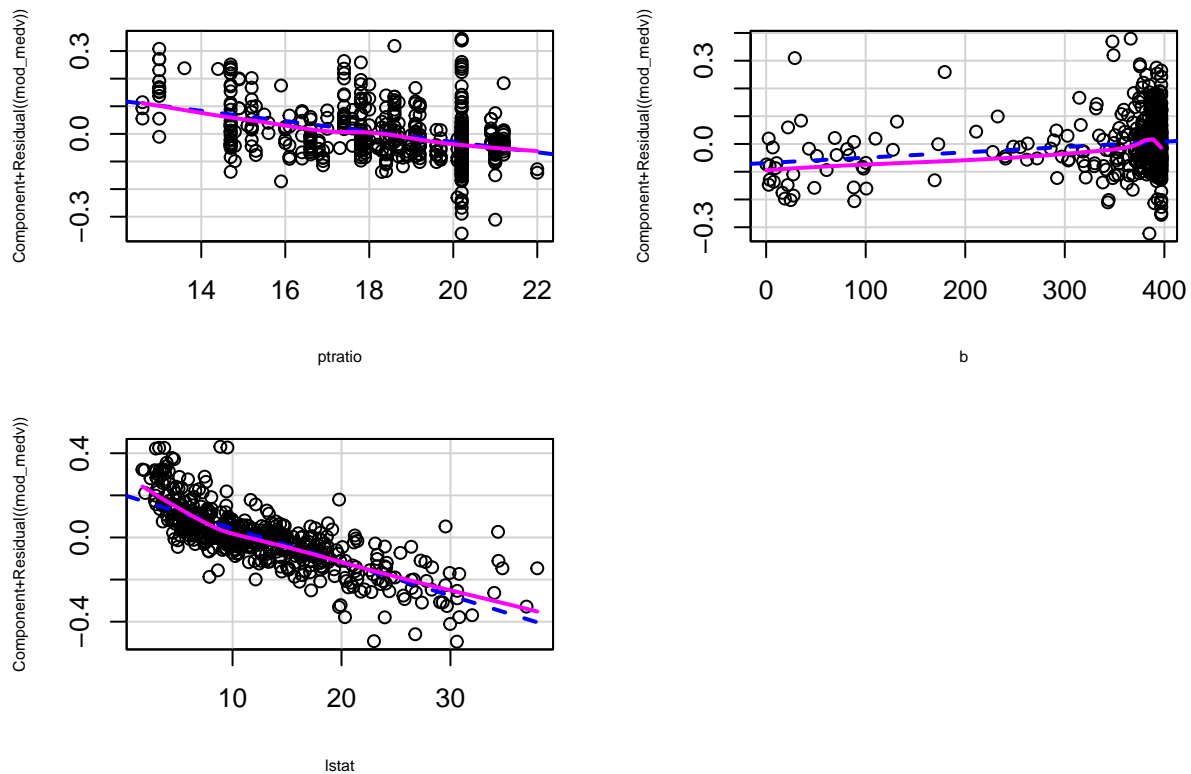 Component+Residual((mod_medv))
0.3
0.0
−0.3
14 16 18 20 22
ptratio
Component+Residual((mod_medv))
0.3
0.0
−0.3
0 100 200 300 400
b
Component+Residual((mod_medv))
0.4
0.0
−0.4
10 20 30
lstat